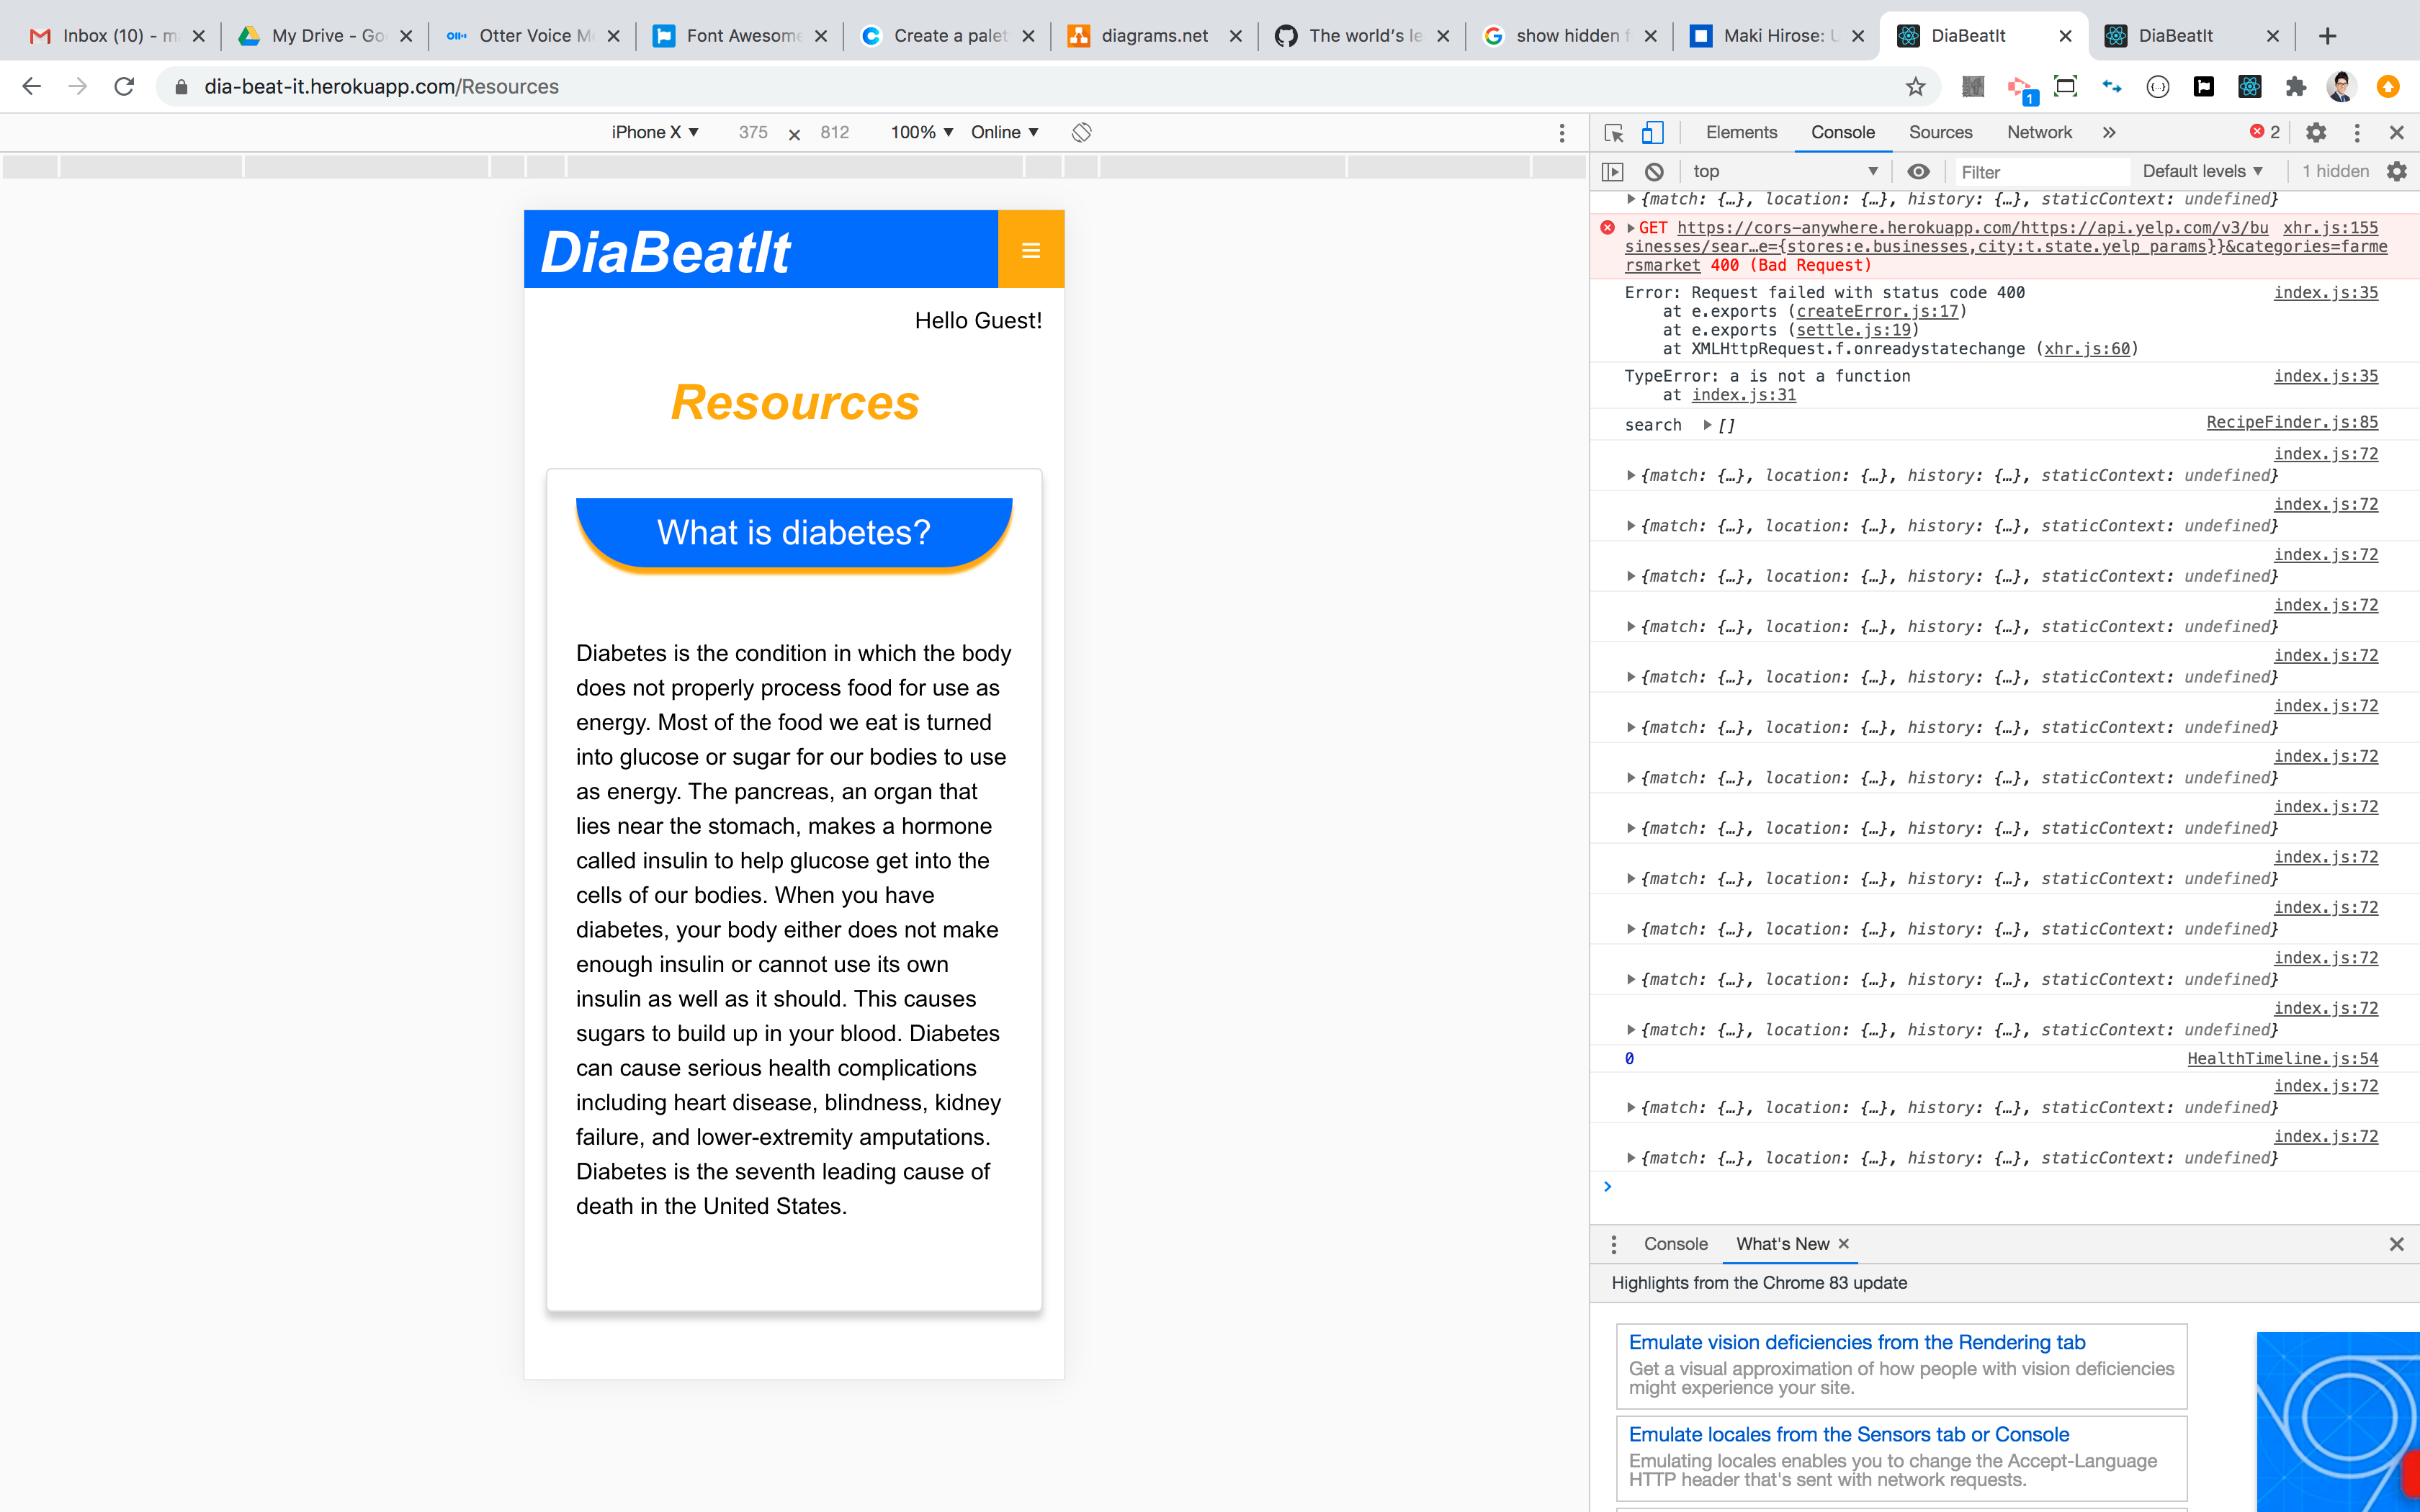 Inbox (10) - m
My Drive - Go
Otter Voice M
Font Awesome
Create a palet
diagrams.net
The world's le
show hidden f
Maki Hirose: U
DiaBeatIt
DiaBeatIt
dia-beat-it.herokuapp.com/Resources
1
iPhone X ▼ 375 × 812 100% ▼ Online ▼
DiaBeatIt
Hello Guest!
Resources
What is diabetes?
Diabetes is the condition in which the body
does not properly process food for use as
energy. Most of the food we eat is turned
into glucose or sugar for our bodies to use
as energy. The pancreas, an organ that
lies near the stomach, makes a hormone
called insulin to help glucose get into the
cells of our bodies. When you have
diabetes, your body either does not make
enough insulin or cannot use its own
insulin as well as it should. This causes
sugars to build up in your blood. Diabetes
can cause serious health complications
including heart disease, blindness, kidney
failure, and lower-extremity amputations.
Diabetes is the seventh leading cause of
death in the United States.
Elements Console Sources Network » 2
top ▼ Filter Default levels ▼ 1 hidden
{match: {…}, location: {…}, history: {…}, staticContext: undefined}
GET https://cors-anywhere.herokuapp.com/https://api.yelp.com/v3/bu xhr.js:155
sinesses/sear…e={stores:e.businesses,city:t.state.yelp_params}}&categories=farme
rsmarket 400 (Bad Request)
Error: Request failed with status code 400 index.js:35
at e.exports (createError.js:17)
at e.exports (settle.js:19)
at XMLHttpRequest.f.onreadystatechange (xhr.js:60)
TypeError: a is not a function index.js:35
at index.js:31
search [] RecipeFinder.js:85
index.js:72
{match: {…}, location: {…}, history: {…}, staticContext: undefined}
index.js:72
{match: {…}, location: {…}, history: {…}, staticContext: undefined}
index.js:72
{match: {…}, location: {…}, history: {…}, staticContext: undefined}
index.js:72
{match: {…}, location: {…}, history: {…}, staticContext: undefined}
index.js:72
{match: {…}, location: {…}, history: {…}, staticContext: undefined}
index.js:72
{match: {…}, location: {…}, history: {…}, staticContext: undefined}
index.js:72
{match: {…}, location: {…}, history: {…}, staticContext: undefined}
index.js:72
{match: {…}, location: {…}, history: {…}, staticContext: undefined}
index.js:72
{match: {…}, location: {…}, history: {…}, staticContext: undefined}
index.js:72
{match: {…}, location: {…}, history: {…}, staticContext: undefined}
index.js:72
{match: {…}, location: {…}, history: {…}, staticContext: undefined}
index.js:72
{match: {…}, location: {…}, history: {…}, staticContext: undefined}
0 HealthTimeline.js:54
index.js:72
{match: {…}, location: {…}, history: {…}, staticContext: undefined}
index.js:72
{match: {…}, location: {…}, history: {…}, staticContext: undefined}
Console What's New
Highlights from the Chrome 83 update
Emulate vision deficiencies from the Rendering tab
Get a visual approximation of how people with vision deficiencies
might experience your site.
Emulate locales from the Sensors tab or Console
Emulating locales enables you to change the Accept-Language
HTTP header that's sent with network requests.